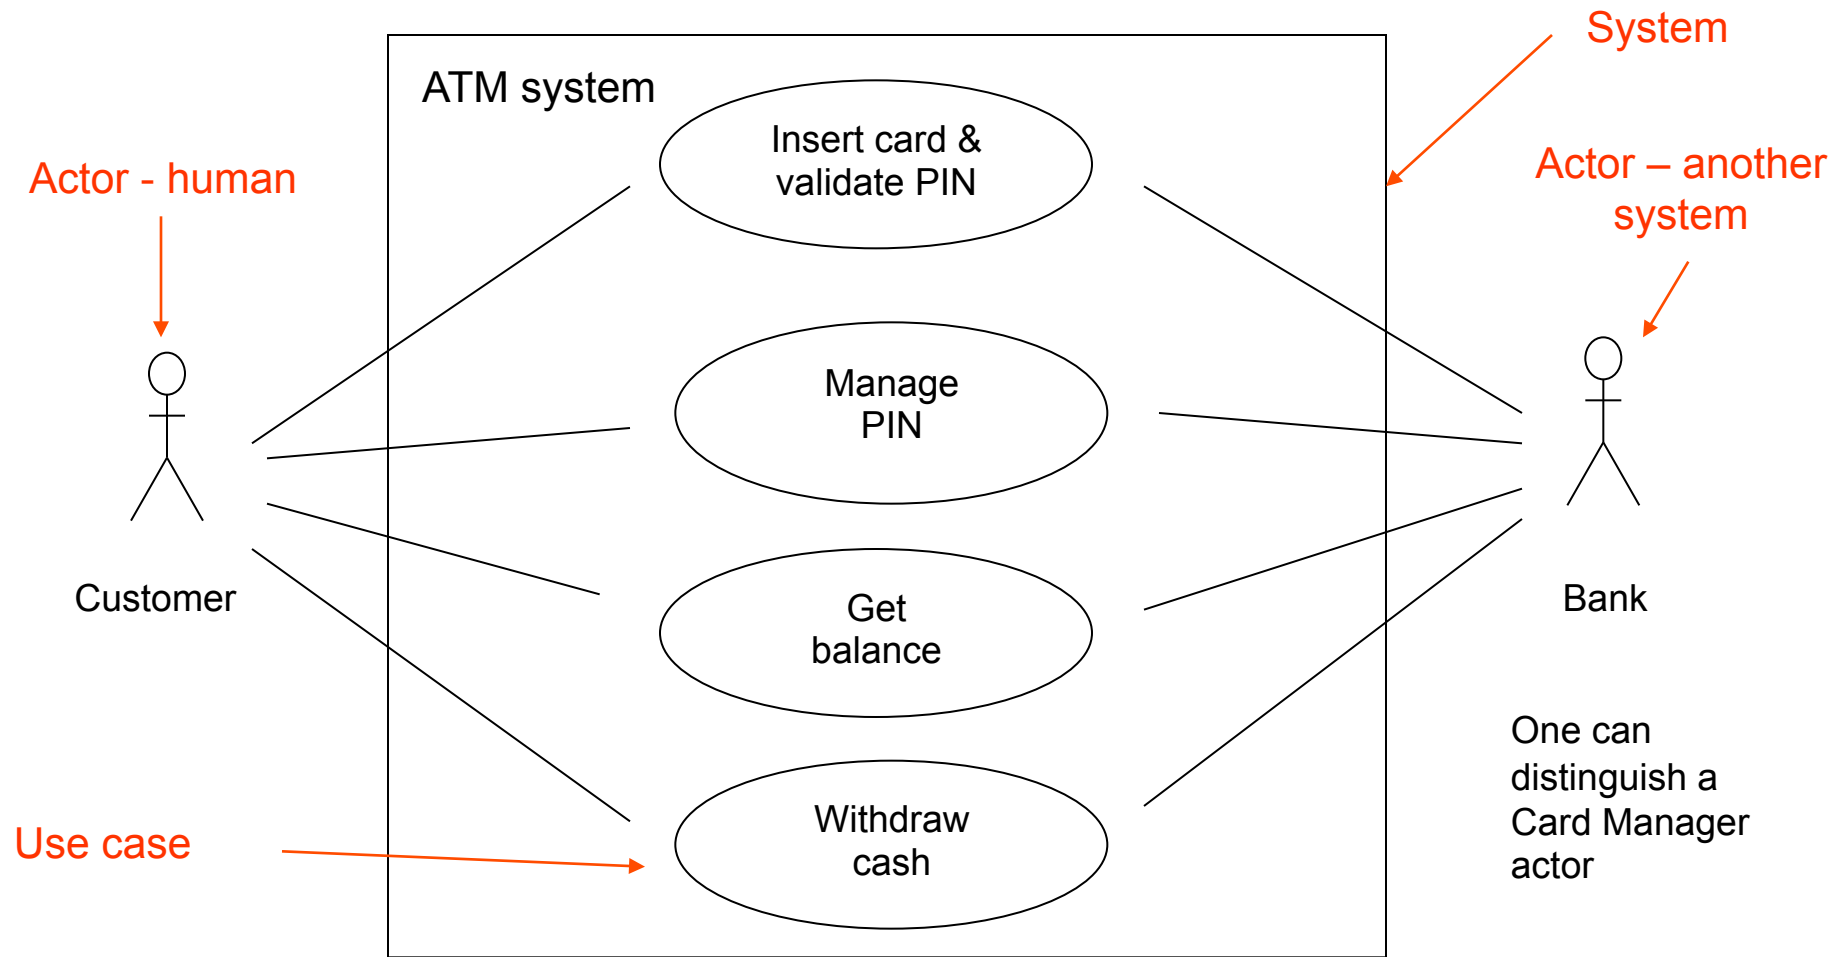 System
ATM system
Insert card &
validate PIN
Actor - human
Actor – another
system
Manage
PIN
Customer
Get
balance
Bank
One can
distinguish a
Card Manager
actor
Withdraw
cash
Use case